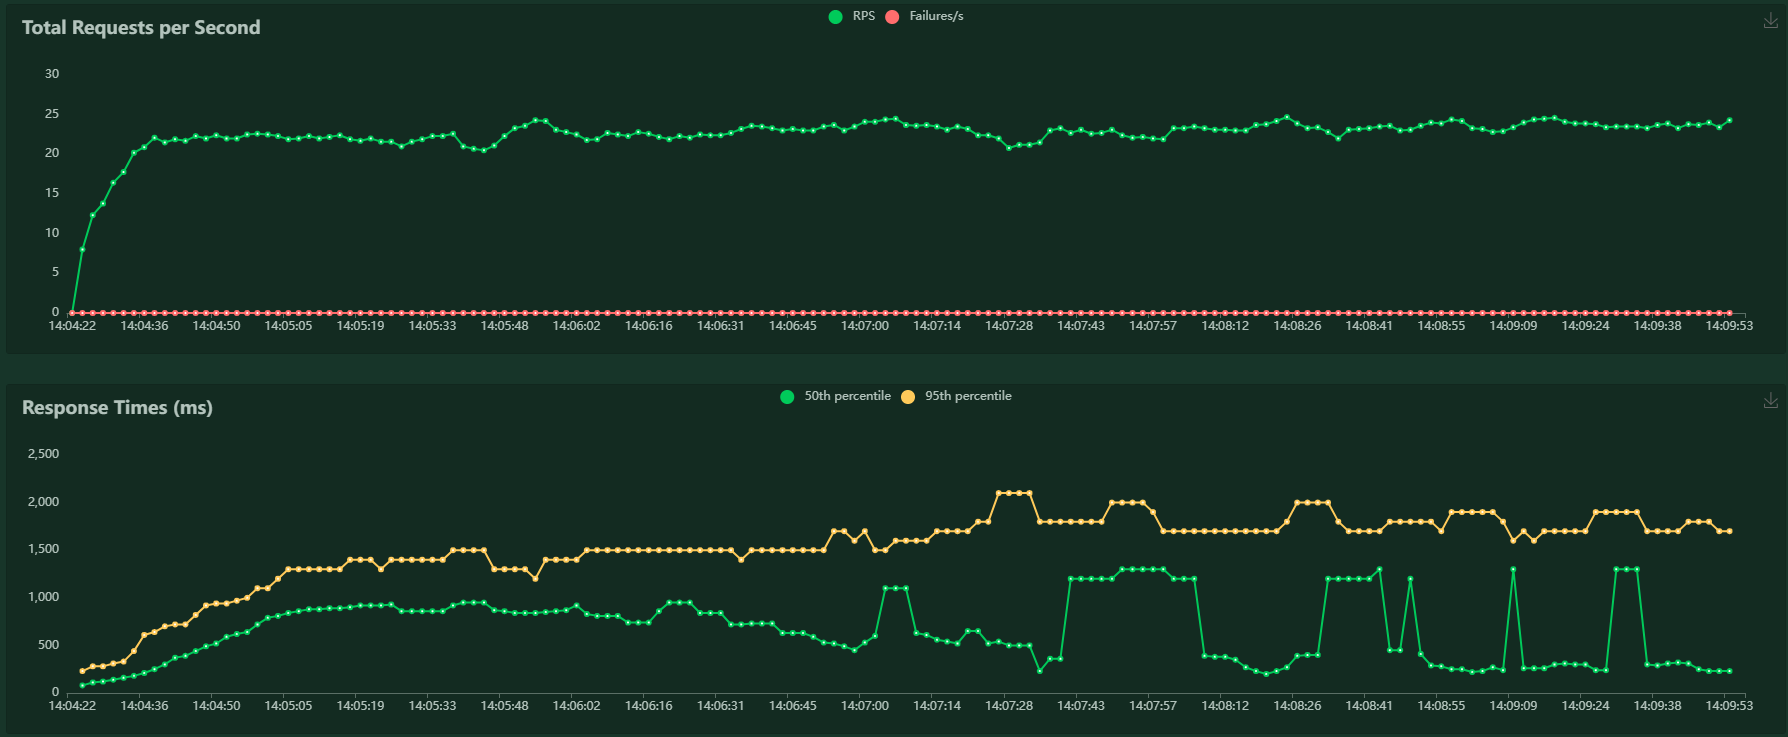 Total Requests per Second
RPS Failures/s
30
25
20
15
10
5
0
14:04:22 14:04:36 14:04:50 14:05:05 14:05:19 14:05:33 14:05:48 14:06:02 14:06:16 14:06:31 14:06:45 14:07:00 14:07:14 14:07:28 14:07:43 14:07:57 14:08:12 14:08:26 14:08:41 14:08:55 14:09:09 14:09:24 14:09:38 14:09:53
Response Times (ms)
50th percentile 95th percentile
2,500
2,000
1,500
1,000
500
0
14:04:22 14:04:36 14:04:50 14:05:05 14:05:19 14:05:33 14:05:48 14:06:02 14:06:16 14:06:31 14:06:45 14:07:00 14:07:14 14:07:28 14:07:43 14:07:57 14:08:12 14:08:26 14:08:41 14:08:55 14:09:09 14:09:24 14:09:38 14:09:53